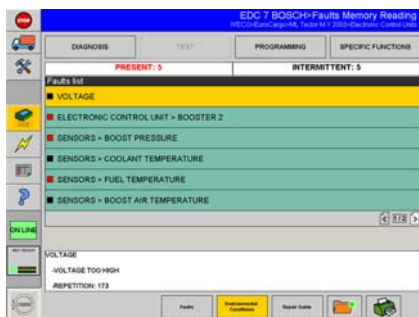 EDC 7 BOSCH>Faults Memory Reading
IVECO>EuroCargo>ML Tector M.Y 2003>Electronic Control Units
DIAGNOSIS
TEST
PROGRAMMING
SPECIFIC FUNCTIONS
PRESENT: 5
INTERMITTENT: 5
Faults list
VOLTAGE
ELECTRONIC CONTROL UNIT > BOOSTER 2
SENSORS > BOOST PRESSURE
SENSORS > COOLANT TEMPERATURE
SENSORS > FUEL TEMPERATURE
SENSORS > BOOST AIR TEMPERATURE
1/2
ON LINE
VOLTAGE
-VOLTAGE TOO HIGH
-REPETITION: 173
Faults
Environmental
Conditions
Repair Guide